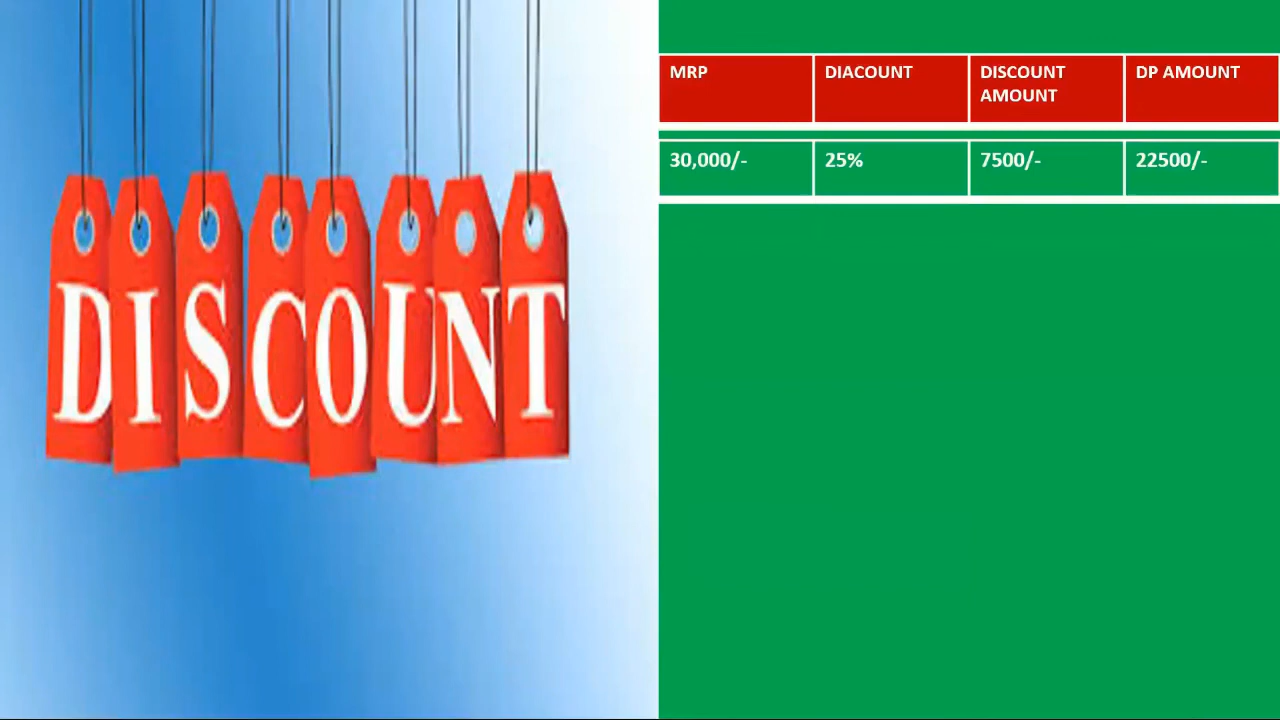 DISCOUNT
MRP
DIACOUNT
DISCOUNT
AMOUNT
DP AMOUNT
30,000/-
25%
7500/-
22500/-